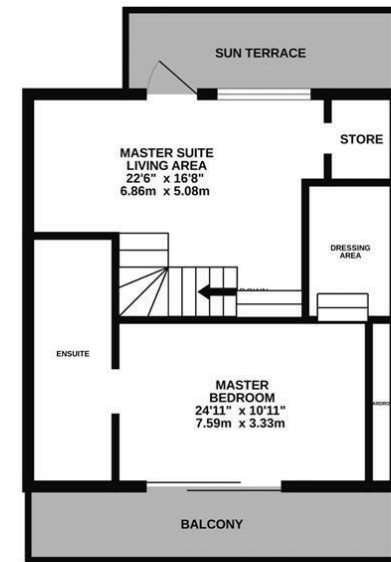 SUN TERRACE
STORE
MASTER SUITE
LIVING AREA
22'6" x 16'8"
6.86m x 5.08m
DRESSING
AREA
ENSUITE
MASTER
BEDROOM
24'11" x 10'11"
7.59m x 3.33m
BALCONY